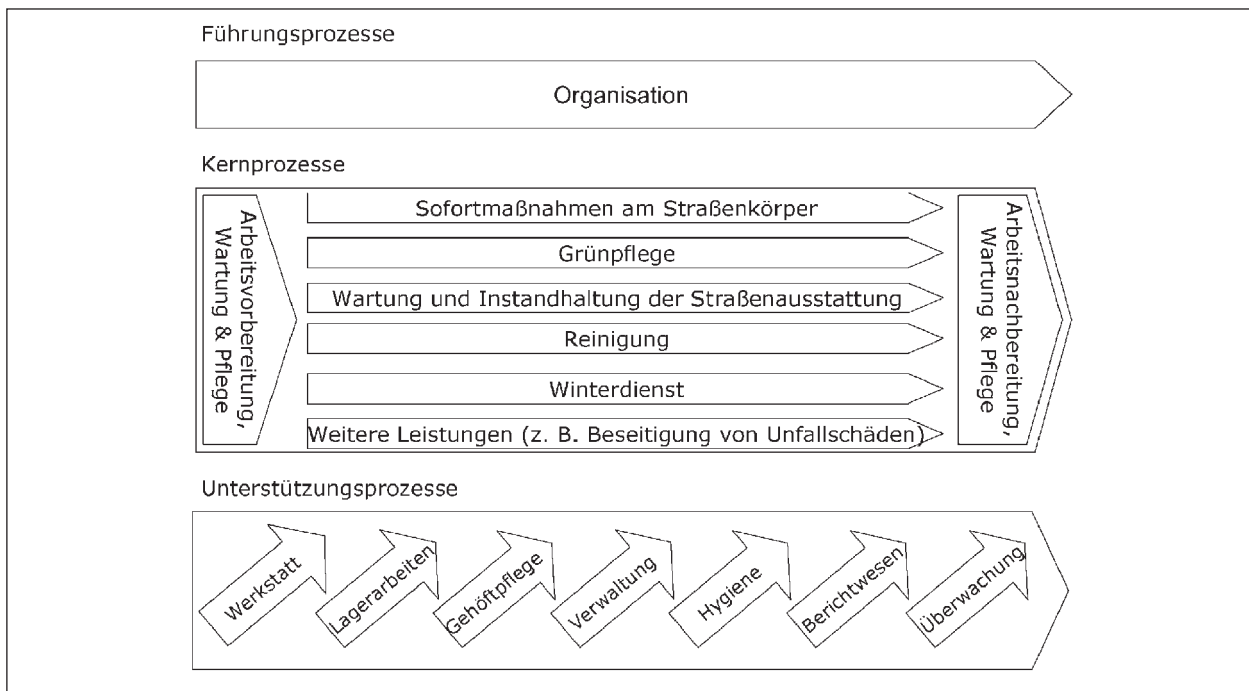 Führungsprozesse
Organisation
Kernprozesse
Arbeitsvorbereitung,
Wartung & Pflege
Sofortmaßnahmen am Straßenkörper
Grünpflege
Wartung und Instandhaltung der Straßenausstattung
Reinigung
Winterdienst
Weitere Leistungen (z. B. Beseitigung von Unfallschäden)
Arbeitsnachbereitung,
Wartung & Pflege
Unterstützungsprozesse
Werkstatt
Lagerarbeiten
Gehöftpflege
Verwaltung
Hygiene
Berichtwesen
Überwachung